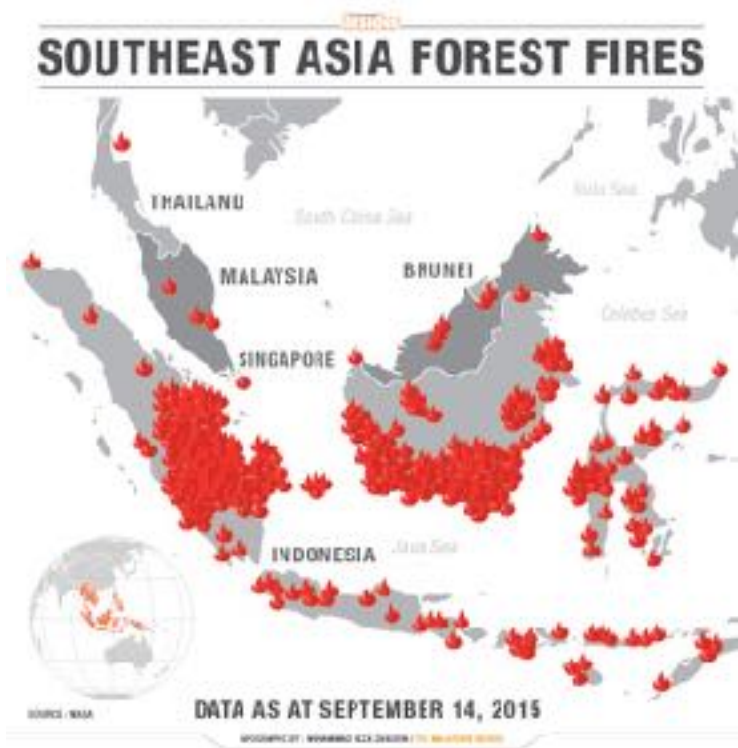 SOUTHEAST ASIA FOREST FIRES
THAILAND
South China Sea
Sulu Sea
MALAYSIA
BRUNEI
Celebes Sea
SINGAPORE
INDONESIA
Java Sea
SOURCE: NASA
DATA AS AT SEPTEMBER 14, 2015